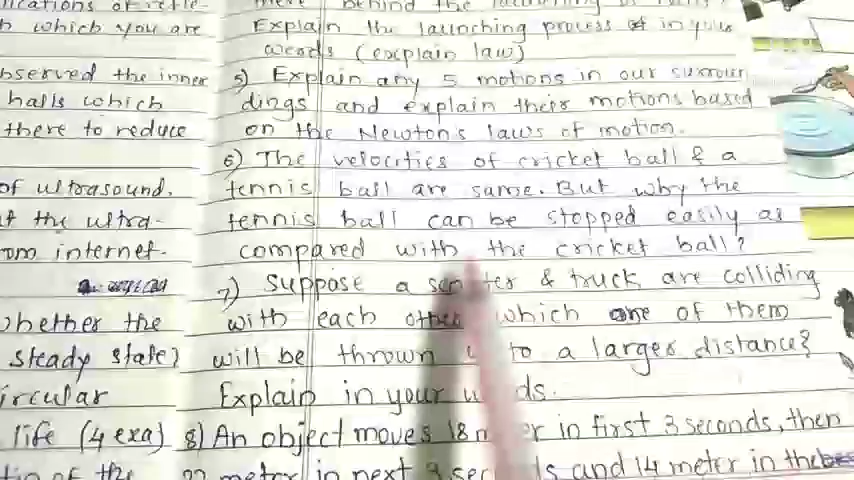 h which you are
bserved the inner
halls which
there to reduce
of ultrasound.
t the ultra-
om internet.
hether the
steady state?
ircular
life (4 exa)
tin of the
Explain the launching process of in your
words (explain law)
5) Explain any 5 motions in our surroun
dings and explain their motions based
on the Newton's laws of motion.
6) The velocities of cricket ball & a
tennis ball are same. But why the
tennis ball can be stopped easily as
compared with the cricket ball?
7) Suppose a scooter & truck are colliding
with each other which one of them
will be thrown to a larger distance?
Explain in your words.
8) An object moves 18 meter in first 3 seconds, then
22 meter in next 3 seconds and 14 meter in the